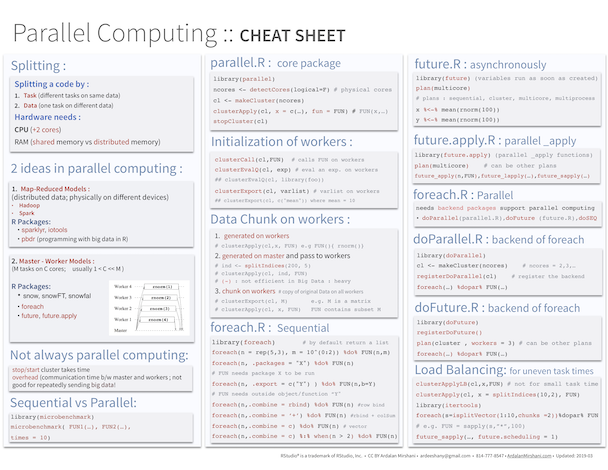 Parallel Computing :: CHEAT SHEET
Splitting :
Splitting a code by :
1. Task (different tasks on same data)
2. Data (one task on different data)
Hardware needs :
CPU (+2 cores)
RAM (shared memory vs distributed memory)
2 ideas in parallel computing :
1. Map-Reduced Models :
(distributed data; physically on different devices)
- Hadoop
- Spark
R Packages:
• sparklyr, iotools
• pbdr (programming with big data in R)
2. Master - Worker Models :
(M tasks on C cores; usually 1 < C << M )
R Packages:
• snow, snowFT, snowfal
• foreach
• future, future.apply
Worker 4
Worker 3
Worker 2
Worker 1
Master
rnorm(1)
rnorm(2)
rnorm(3)
rnorm(4)
Not always parallel computing:
stop/start cluster takes time
overhead (communication time b/w master and workers ; not
good for repeatedly sending big data!
Sequential vs Parallel:
library(microbenchmark)
microbenchmark( FUN1(…), FUN2(…),
times = 10)
parallel.R : core package
library(parallel)
ncores <- detectCores(logical=F) # physical cores
cl <- makeCluster(ncores)
clusterApply(cl, x = c(…), fun = FUN) # FUN(x,…)
stopCluster(cl)
Initialization of workers :
clusterCall(cl,FUN) # calls FUN on workers
clusterEvalQ(cl, exp) # eval an exp. on workers
## clusterEvalQ(cl, library(foo))
clusterExport(cl, varlist) # varlist on workers
## clusterExport(cl, c("mean")) where mean = 10
Data Chunk on workers :
1. generated on workers
# clusterApply(cl,x, FUN) e.g FUN(){ rnorm()}
2. generated on master and pass to workers
# ind <- splitIndices(200, 5)
# clusterApply(cl, ind, FUN)
# (-) : not efficient in Big Data : heavy
3. chunk on workers # copy of original Data on all workers
# clusterExport(cl, M) e.g. M is a matrix
# clusterApply(cl, x, FUN) FUN contains subset M
foreach.R : Sequential
library(foreach) # by default return a list
foreach(n = rep(5,3), m = 10^(0:2)) %do% FUN(n,m)
foreach(n, .packages = "X") %do% FUN(n)
# FUN needs package X to be run
foreach(n, .export = c("Y") ) %do% FUN(n,b=Y)
# FUN needs outside object/function "Y"
foreach(n,.combine = rbind) %do% FUN(n) #row bind
foreach(n,.combine = '+') %do% FUN(n) #rbind + colSum
foreach(n,.combine = c) %do% FUN(n) # vector
foreach(n,.combine = c) %:% when(n > 2) %do% FUN(n)
future.R : asynchronously
library(future) (variables run as soon as created)
plan(multicore)
# plans : sequential, cluster, multicore, multiprocess
x %<-% mean(rnorm(100))
y %<-% mean(rnorm(100))
future.apply.R : parallel _apply
library(future.apply) (parallel _apply functions)
plan(multicore) # can be other plans
future_apply(n,FUN),future_lapply(…),future_sapply(…)
foreach.R : Parallel
needs backend packages support parallel computing
• doParallel(parallel.R),doFuture (future.R),doSEQ
doParallel.R : backend of foreach
library(doParallel)
cl <- makeCluster(ncores) # ncores = 2,3,…
registerDoParallel(cl) # register the backend
foreach(…) %dopar% FUN(…)
doFuture.R : backend of foreach
library(doFuture)
registerDoFuture()
plan(cluster , workers = 3) # can be other plans
foreach(…) %dopar% FUN(…)
Load Balancing: for uneven task times
clusterApplyLB(cl,x,FUN) # not for small task time
clusterApply(cl, x = splitIndices(10,2), FUN)
library(itertools)
foreach(s=isplitVector(1:10,chunks =2))%dopar% FUN
# e.g. FUN = sapply(s,"*",100)
future_sapply(…, future.scheduling = 1)
RStudio® is a trademark of RStudio, Inc. • CC BY Ardalan Mirshani • ardeeshany@gmail.com • 814-777-8547 • ArdalanMirshani.com • Updated: 2019-03